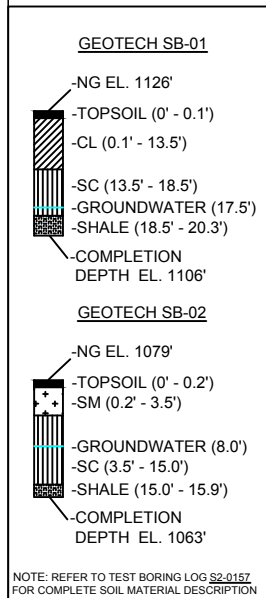 GEOTECH SB-01
-NG EL. 1126'
-TOPSOIL (0' - 0.1')
-CL (0.1' - 13.5')
-SC (13.5' - 18.5')
-GROUNDWATER (17.5')
-SHALE (18.5' - 20.3')
-COMPLETION
DEPTH EL. 1106'
GEOTECH SB-02
-NG EL. 1079'
-TOPSOIL (0' - 0.2')
-SM (0.2' - 3.5')
-GROUNDWATER (8.0')
-SC (3.5' - 15.0')
-SHALE (15.0' - 15.9')
-COMPLETION
DEPTH EL. 1063'
NOTE: REFER TO TEST BORING LOG S2-0157
FOR COMPLETE SOIL MATERIAL DESCRIPTION